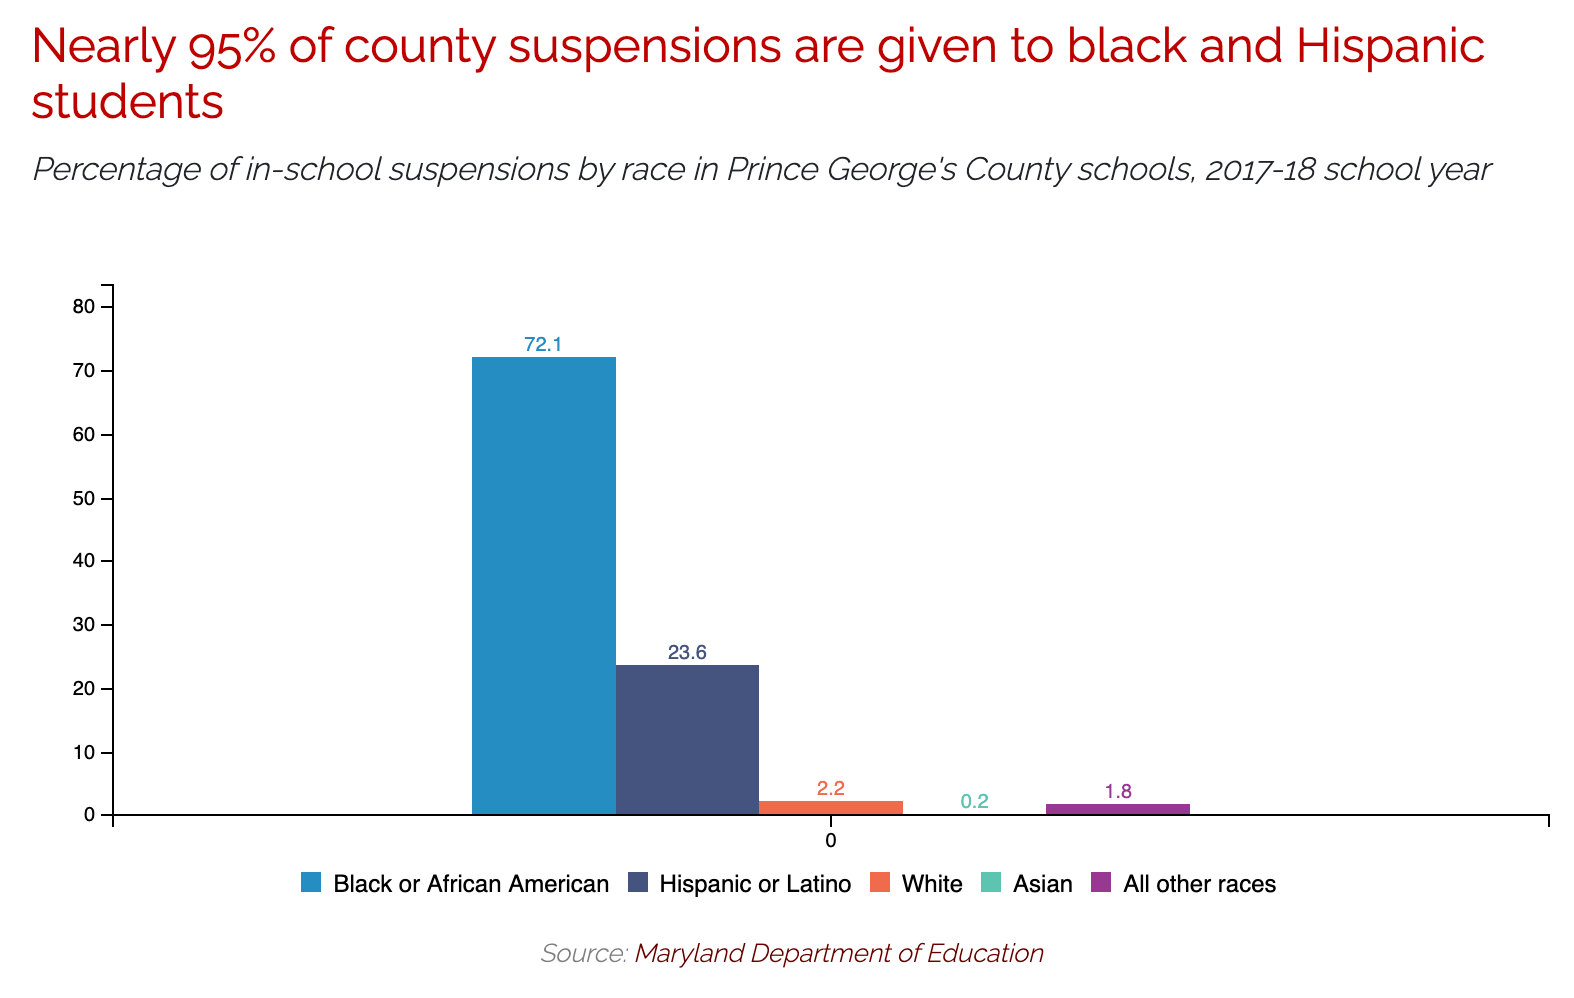 Nearly 95% of county suspensions are given to black and Hispanic
students
Percentage of in-school suspensions by race in Prince George's County schools, 2017-18 school year
80
70
60
50
40
30
20
10
0
72.1
23.6
2.2
0.2
1.8
0
Black or African American
Hispanic or Latino
White
Asian
All other races
Source: Maryland Department of Education